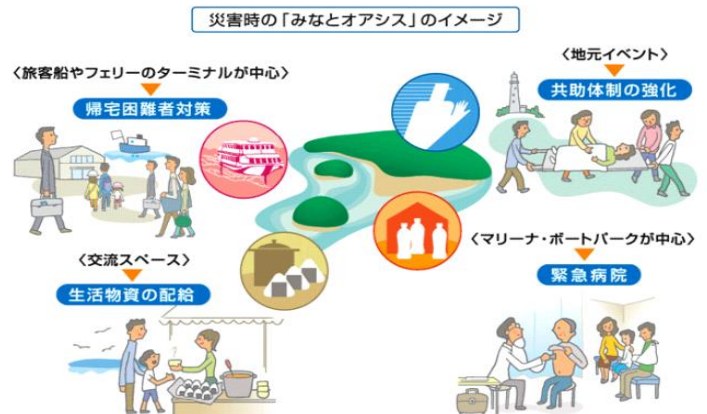 災害時の「みなとオアシス」のイメージ
〈旅客船やフェリーのターミナルが中心〉
帰宅困難者対策
〈地元イベント〉
共助体制の強化
〈交流スペース〉
生活物資の配給
〈マリーナ・ボートパークが中心〉
緊急病院